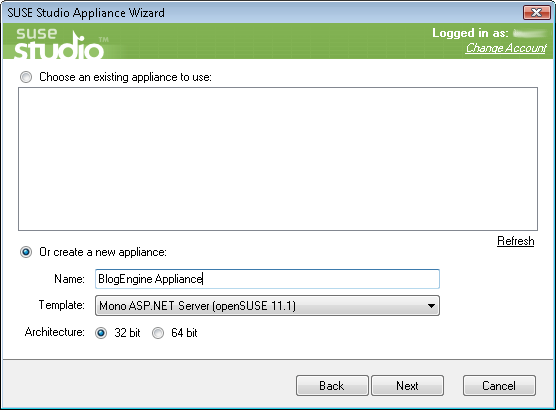 SUSE Studio Appliance Wizard
suse
studio™
Logged in as:
Change Account
Choose an existing appliance to use:
Refresh
Or create a new appliance:
Name: BlogEngine Appliance
Template: Mono ASP.NET Server (openSUSE 11.1)
Architecture: 32 bit 64 bit
Back Next Cancel